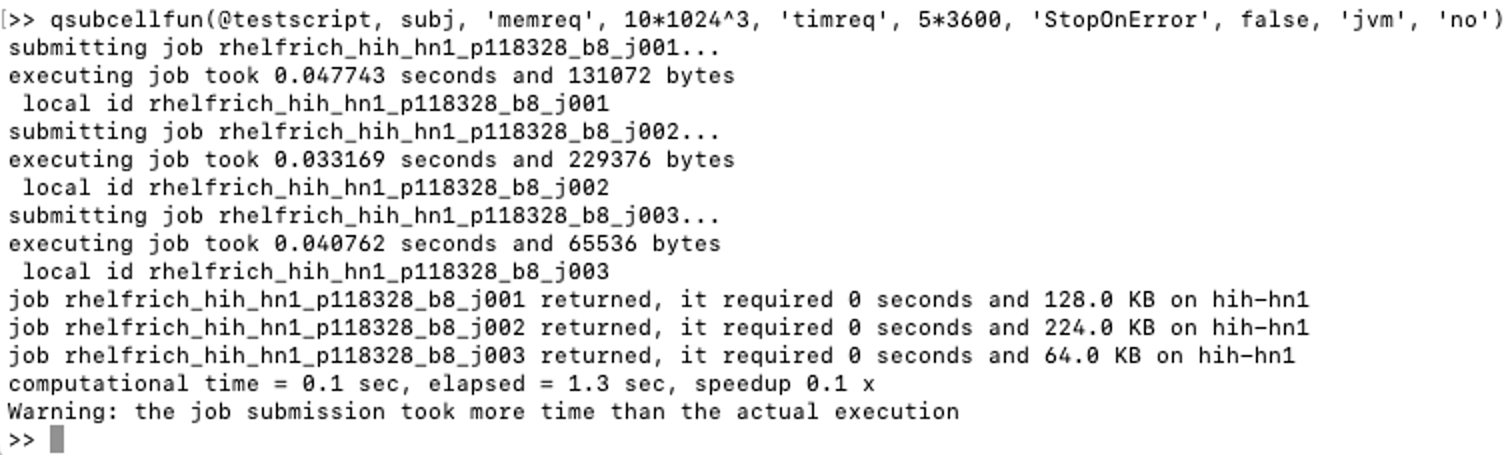 [>> qsubcellfun(@testscript, subj, 'memreq', 10*1024^3, 'timreq', 5*3600, 'StopOnError', false, 'jvm', 'no')
submitting job rhelfrich_hih_hn1_p118328_b8_j001...
executing job took 0.047743 seconds and 131072 bytes
 local id rhelfrich_hih_hn1_p118328_b8_j001
submitting job rhelfrich_hih_hn1_p118328_b8_j002...
executing job took 0.033169 seconds and 229376 bytes
 local id rhelfrich_hih_hn1_p118328_b8_j002
submitting job rhelfrich_hih_hn1_p118328_b8_j003...
executing job took 0.040762 seconds and 65536 bytes
 local id rhelfrich_hih_hn1_p118328_b8_j003
job rhelfrich_hih_hn1_p118328_b8_j001 returned, it required 0 seconds and 128.0 KB on hih-hn1
job rhelfrich_hih_hn1_p118328_b8_j002 returned, it required 0 seconds and 224.0 KB on hih-hn1
job rhelfrich_hih_hn1_p118328_b8_j003 returned, it required 0 seconds and 64.0 KB on hih-hn1
computational time = 0.1 sec, elapsed = 1.3 sec, speedup 0.1 x
Warning: the job submission took more time than the actual execution
>>